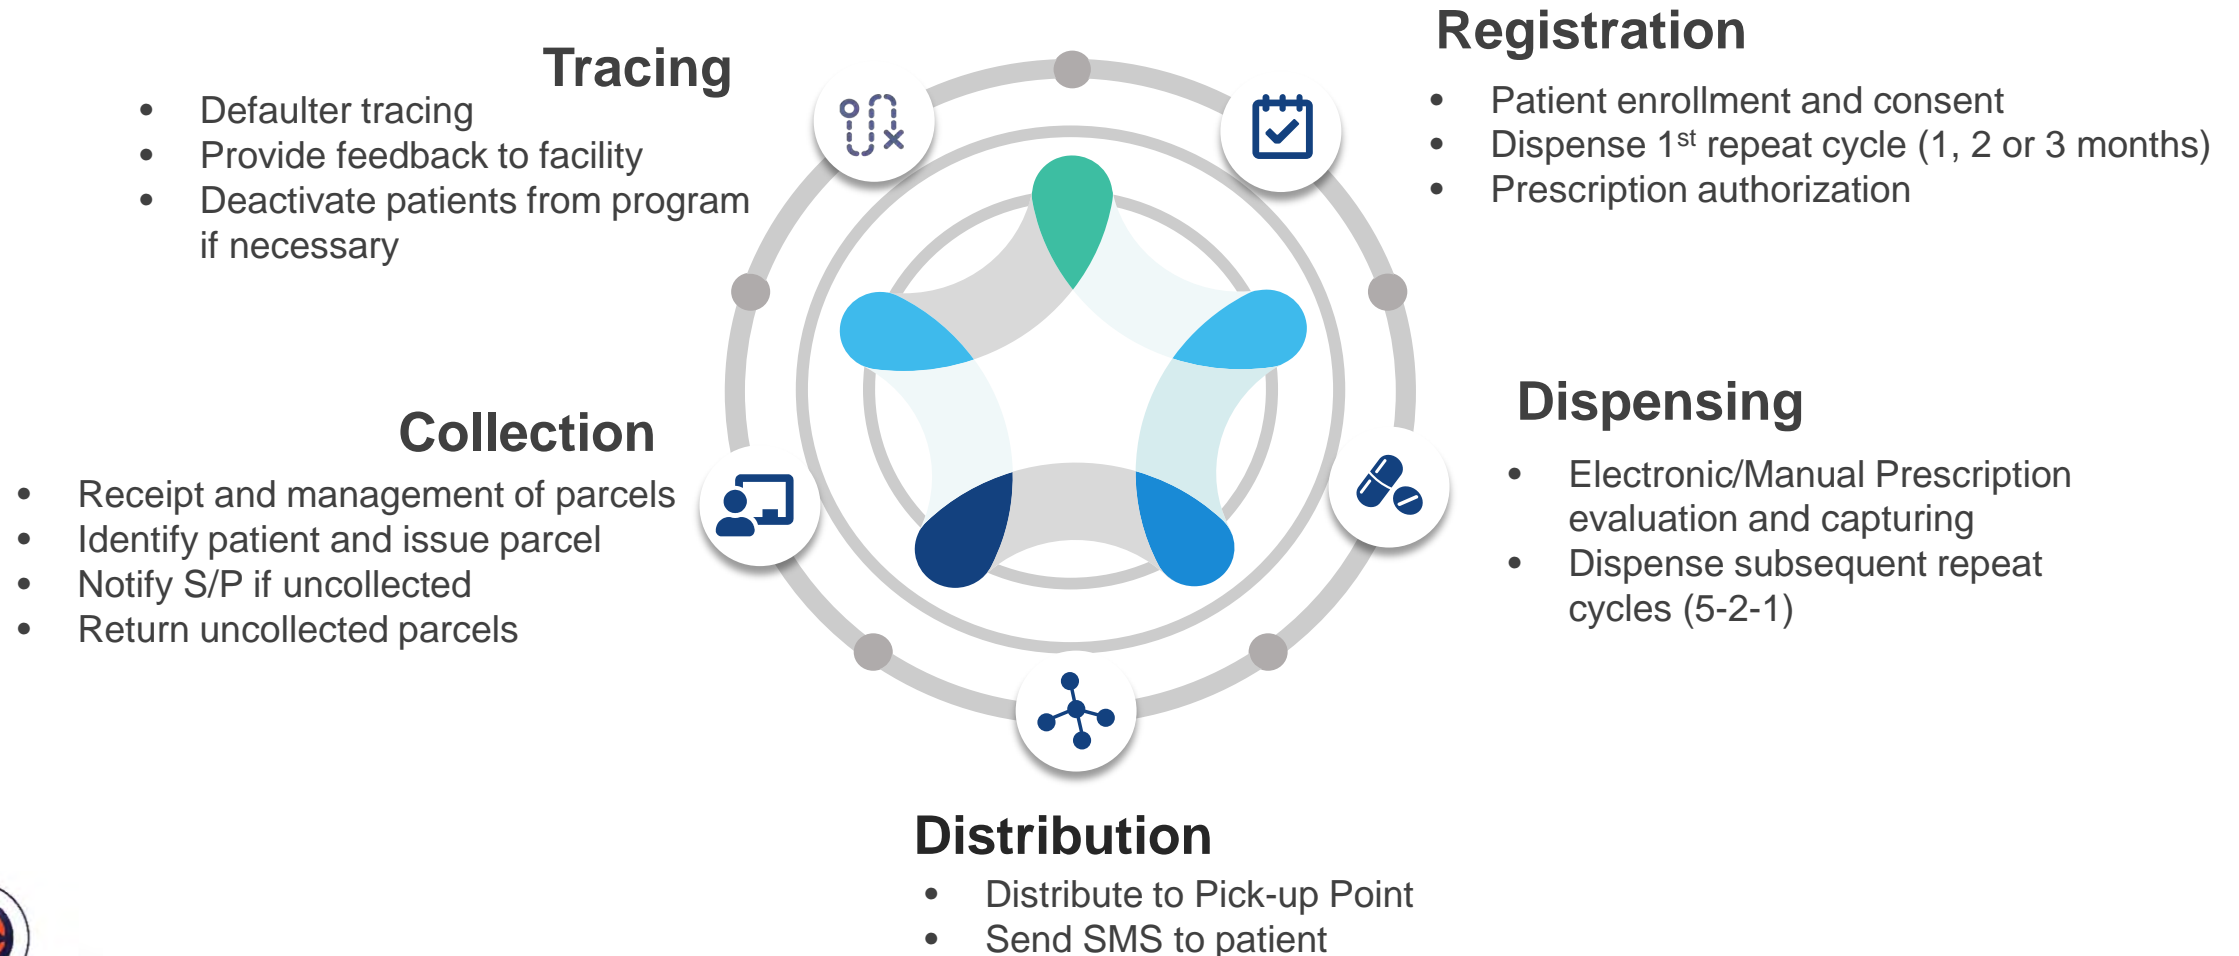 Tracing
• Defaulter tracing
• Provide feedback to facility
• Deactivate patients from program
if necessary
Registration
• Patient enrollment and consent
• Dispense 1st repeat cycle (1, 2 or 3 months)
• Prescription authorization
Collection
• Receipt and management of parcels
• Identify patient and issue parcel
• Notify S/P if uncollected
• Return uncollected parcels
Dispensing
• Electronic/Manual Prescription
evaluation and capturing
• Dispense subsequent repeat
cycles (5-2-1)
Distribution
• Distribute to Pick-up Point
• Send SMS to patient